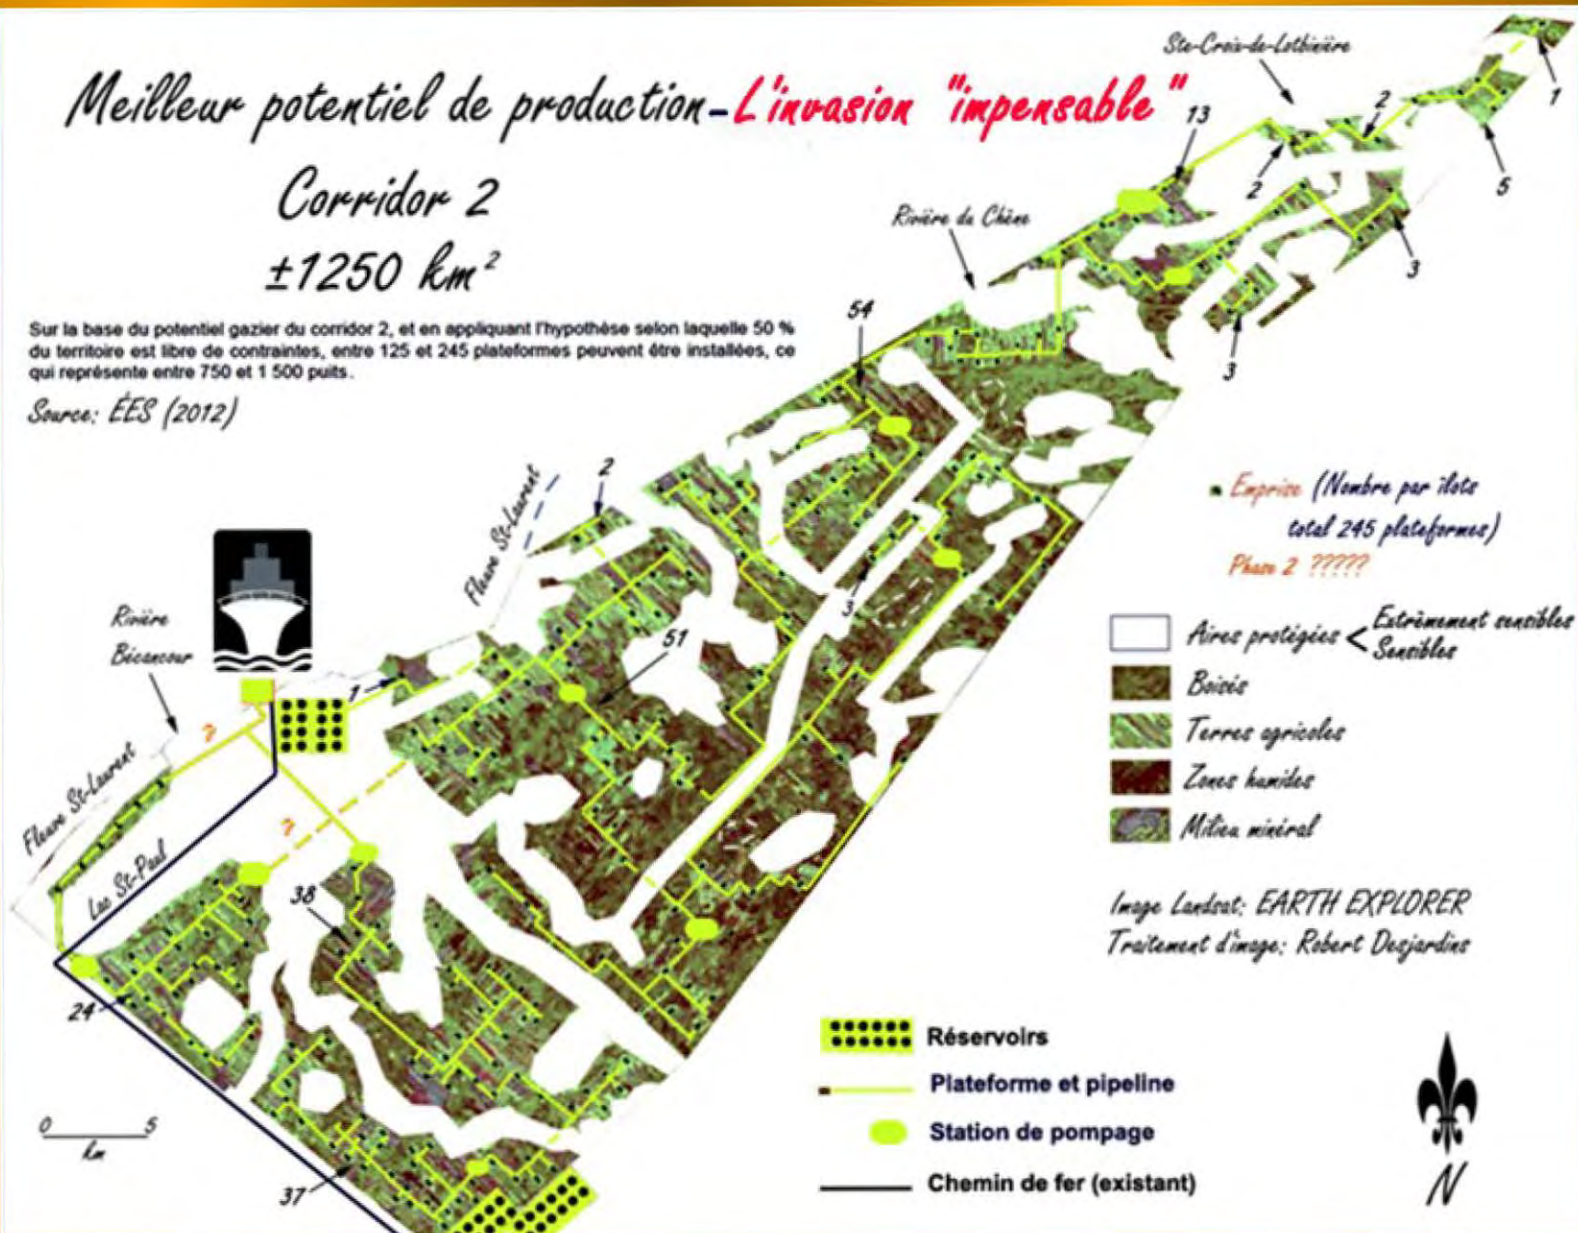 Meilleur potentiel de production-L'invasion "impensable"
Corridor 2
±1250 km²
Sur la base du potentiel gazier du corridor 2, et en appliquant l'hypothèse selon laquelle 50 %
du territoire est libre de contraintes, entre 125 et 245 plateformes peuvent être installées, ce
qui représente entre 750 et 1 500 puits.
Source: ÉES (2012)
Ste-Croix-de-Lotbinière
1
2
13
2
5
Rivière du Chêne
3
3
54
2
Fleuve St-Laurent
3
51
Rivière
Bécancour
1
?
Fleuve St-Laurent
?
Lac St-Paul
38
24
37
0 5
km
Emprise (Nombre par îlots
total 245 plateformes)
Phase 2 ?????
Aires protégées < Extrêmement sensibles
Sensibles
Boisés
Terres agricoles
Zones humides
Milieu minéral
Image Landsat: EARTH EXPLORER
Traitement d'image: Robert Desjardins
Réservoirs
Plateforme et pipeline
Station de pompage
Chemin de fer (existant)
N